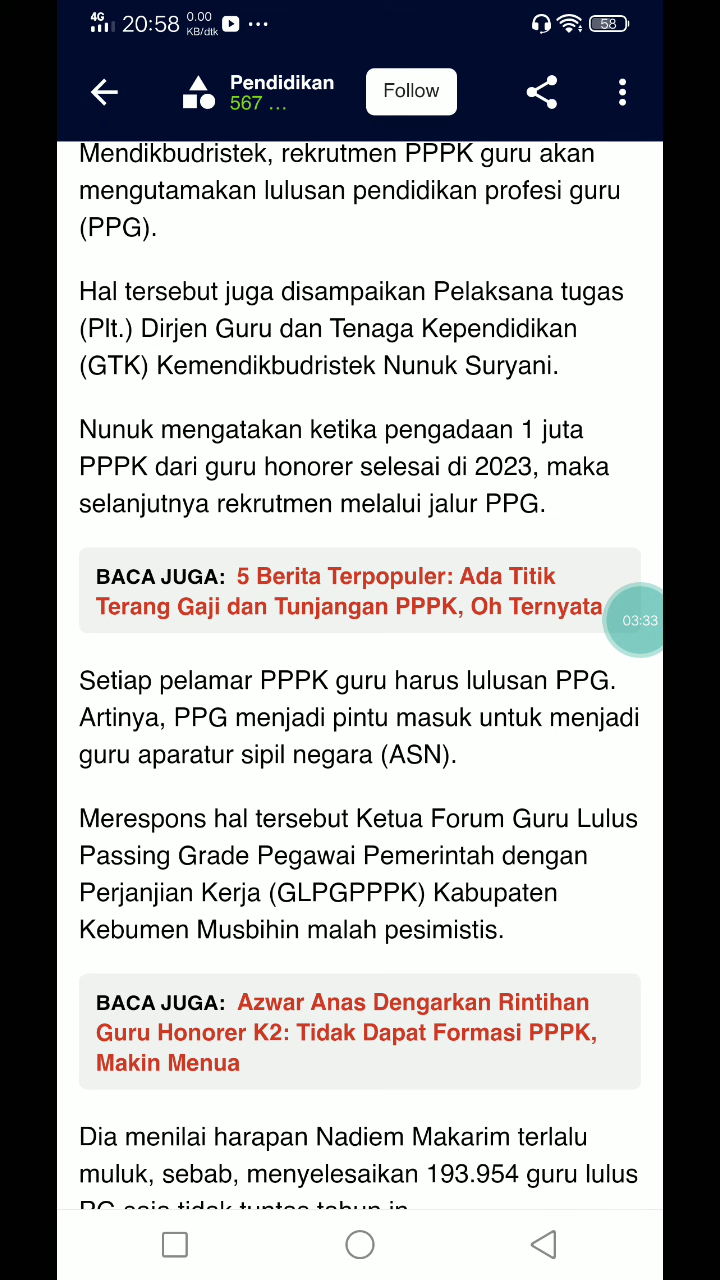 4G 20:58 0.00 KB/dtk ... 58
Pendidikan
567 ...
Follow
Mendikbudristek, rekrutmen PPPK guru akan
mengutamakan lulusan pendidikan profesi guru
(PPG).
Hal tersebut juga disampaikan Pelaksana tugas
(Plt.) Dirjen Guru dan Tenaga Kependidikan
(GTK) Kemendikbudristek Nunuk Suryani.
Nunuk mengatakan ketika pengadaan 1 juta
PPPK dari guru honorer selesai di 2023, maka
selanjutnya rekrutmen melalui jalur PPG.
BACA JUGA: 5 Berita Terpopuler: Ada Titik
Terang Gaji dan Tunjangan PPPK, Oh Ternyata
03:33
Setiap pelamar PPPK guru harus lulusan PPG.
Artinya, PPG menjadi pintu masuk untuk menjadi
guru aparatur sipil negara (ASN).
Merespons hal tersebut Ketua Forum Guru Lulus
Passing Grade Pegawai Pemerintah dengan
Perjanjian Kerja (GLPGPPPK) Kabupaten
Kebumen Musbihin malah pesimistis.
BACA JUGA: Azwar Anas Dengarkan Rintihan
Guru Honorer K2: Tidak Dapat Formasi PPPK,
Makin Menua
Dia menilai harapan Nadiem Makarim terlalu
muluk, sebab, menyelesaikan 193.954 guru lulus
PG saja tidak tuntas tahun in